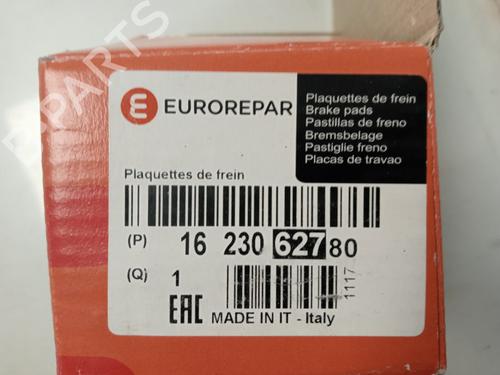 B-PARTS
EUROREPAR
Plaquettes de frein
Brake pads
Pastillas de freno
Bremsbelage
Pastiglie freno
Placas de travao
Plaquettes de frein
(P) 16 230 627 80
(Q) 1
1117
EAC MADE IN IT - Italy